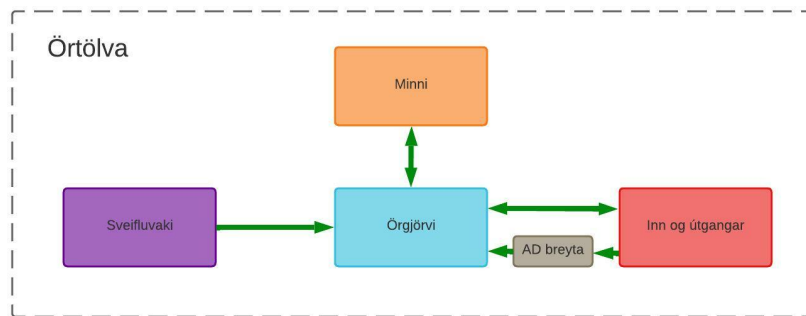 Örtölva
Minni
Sveifluvaki
Örgjörvi
Inn og útgangar
AD breyta